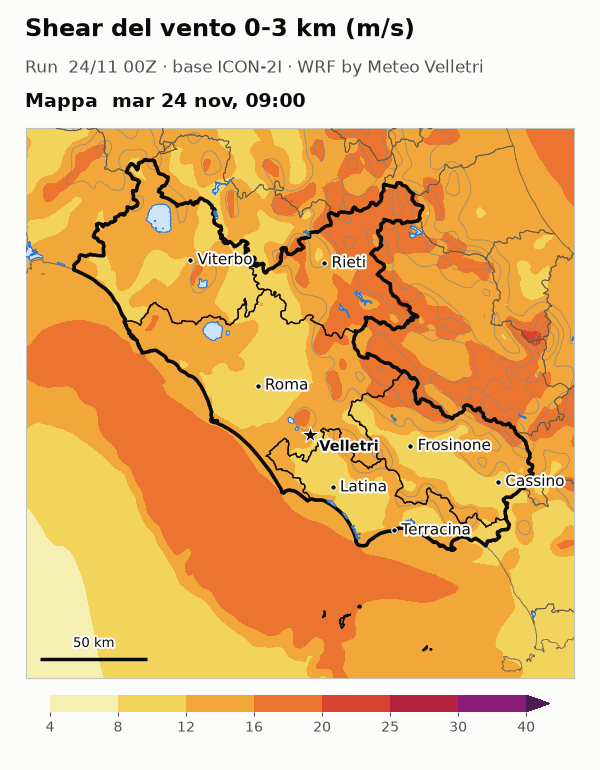 Shear del vento 0-3 km (m/s)
Run  24/11 00Z · base ICON-2I · WRF by Meteo Velletri
Mappa  mar 24 nov, 09:00
Viterbo
Rieti
Roma
Velletri
Frosinone
Latina
Cassino
Terracina
50 km
4 8 12 16 20 25 30 40